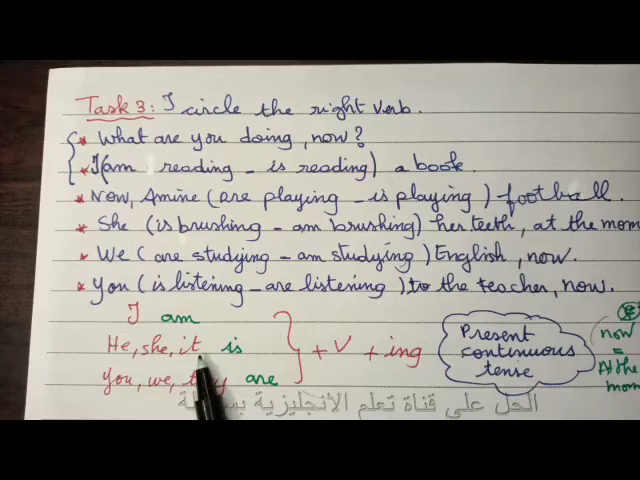 Task 3: I circle the right verb.
* What are you doing, now?
* I (am reading - is reading) a book.
* Now, Amine (are playing - is playing) football.
* She (is brushing - am brushing) her teeth, at the mom
* We (are studying - am studying) English, now.
* You (is listening - are listening) to the teacher, now.
I am
He, she, it is
You, we, they are
+ V + ing
Present
continuous
tense
now
=
At the
mom
الحل على قناة تعلم الأنجليزية